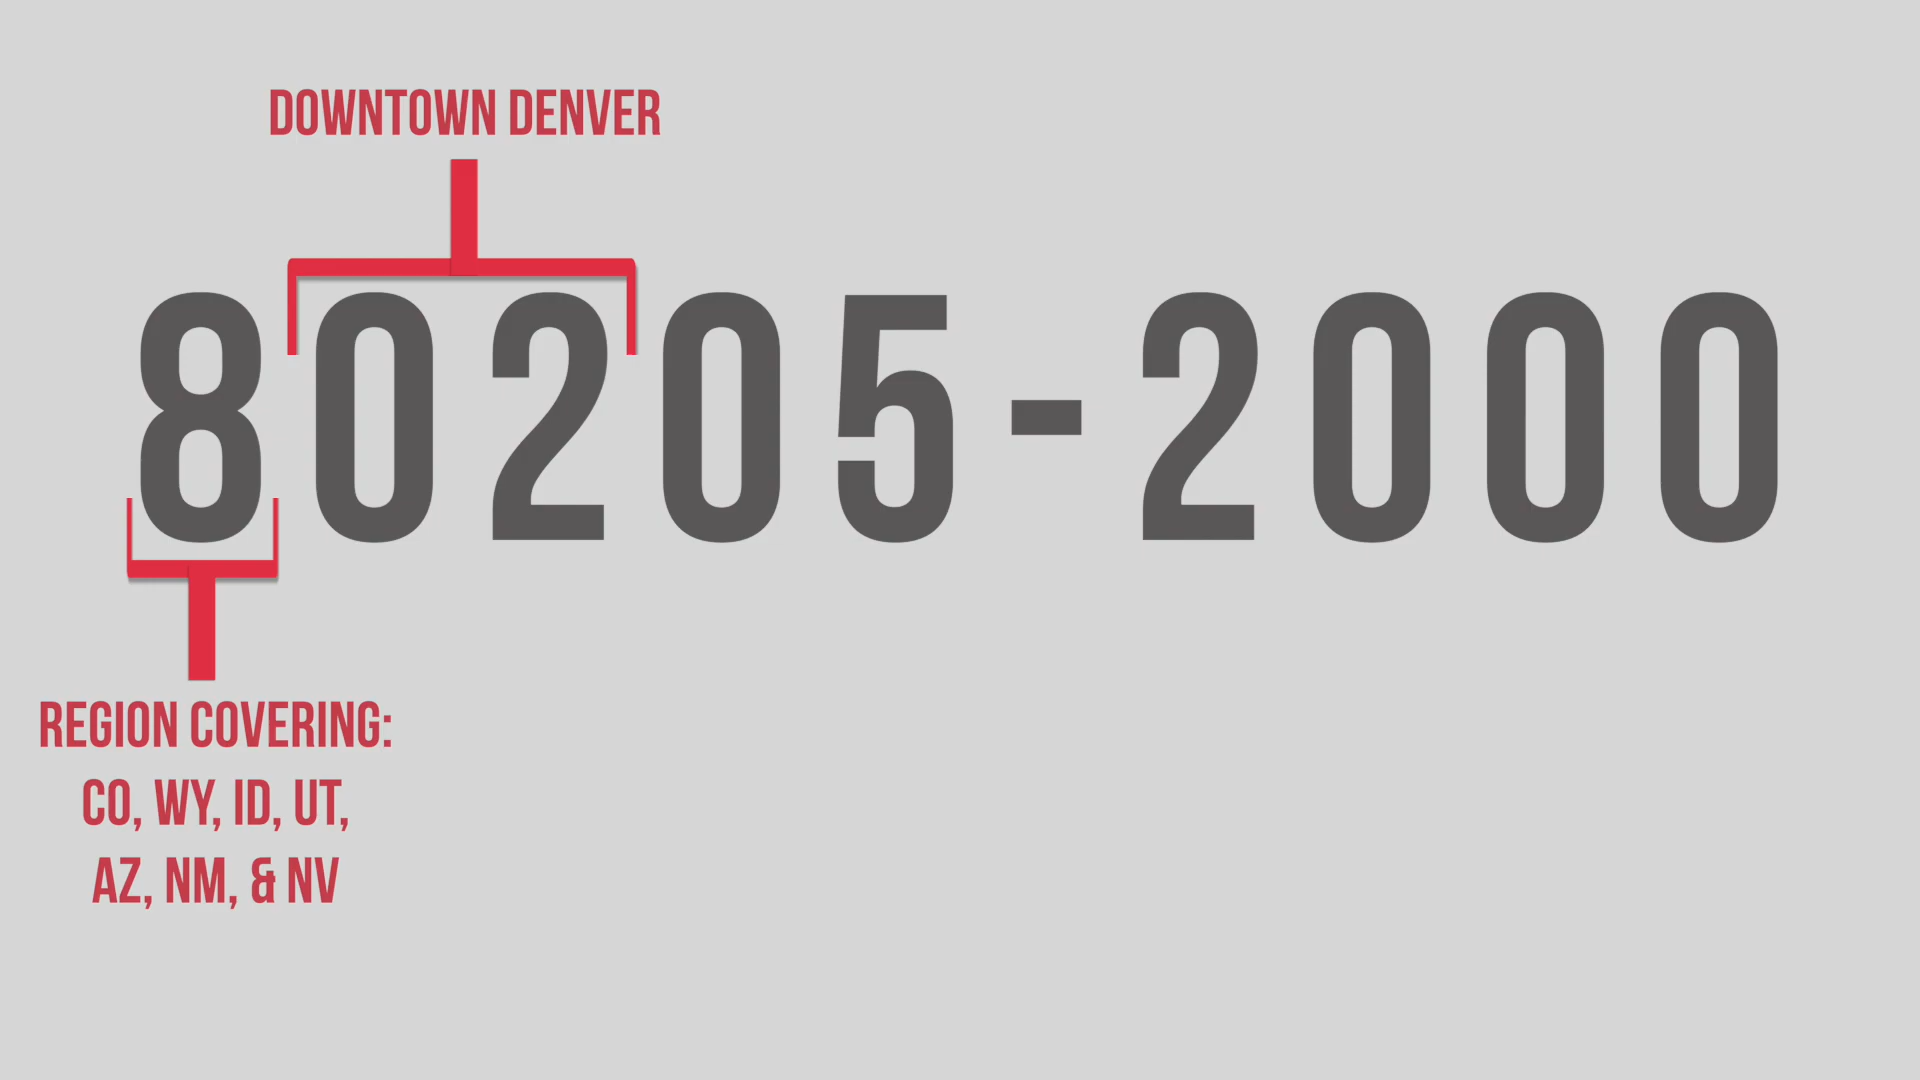 DOWNTOWN DENVER
80205-2000
REGION COVERING:
CO, WY, ID, UT,
AZ, NM, & NV